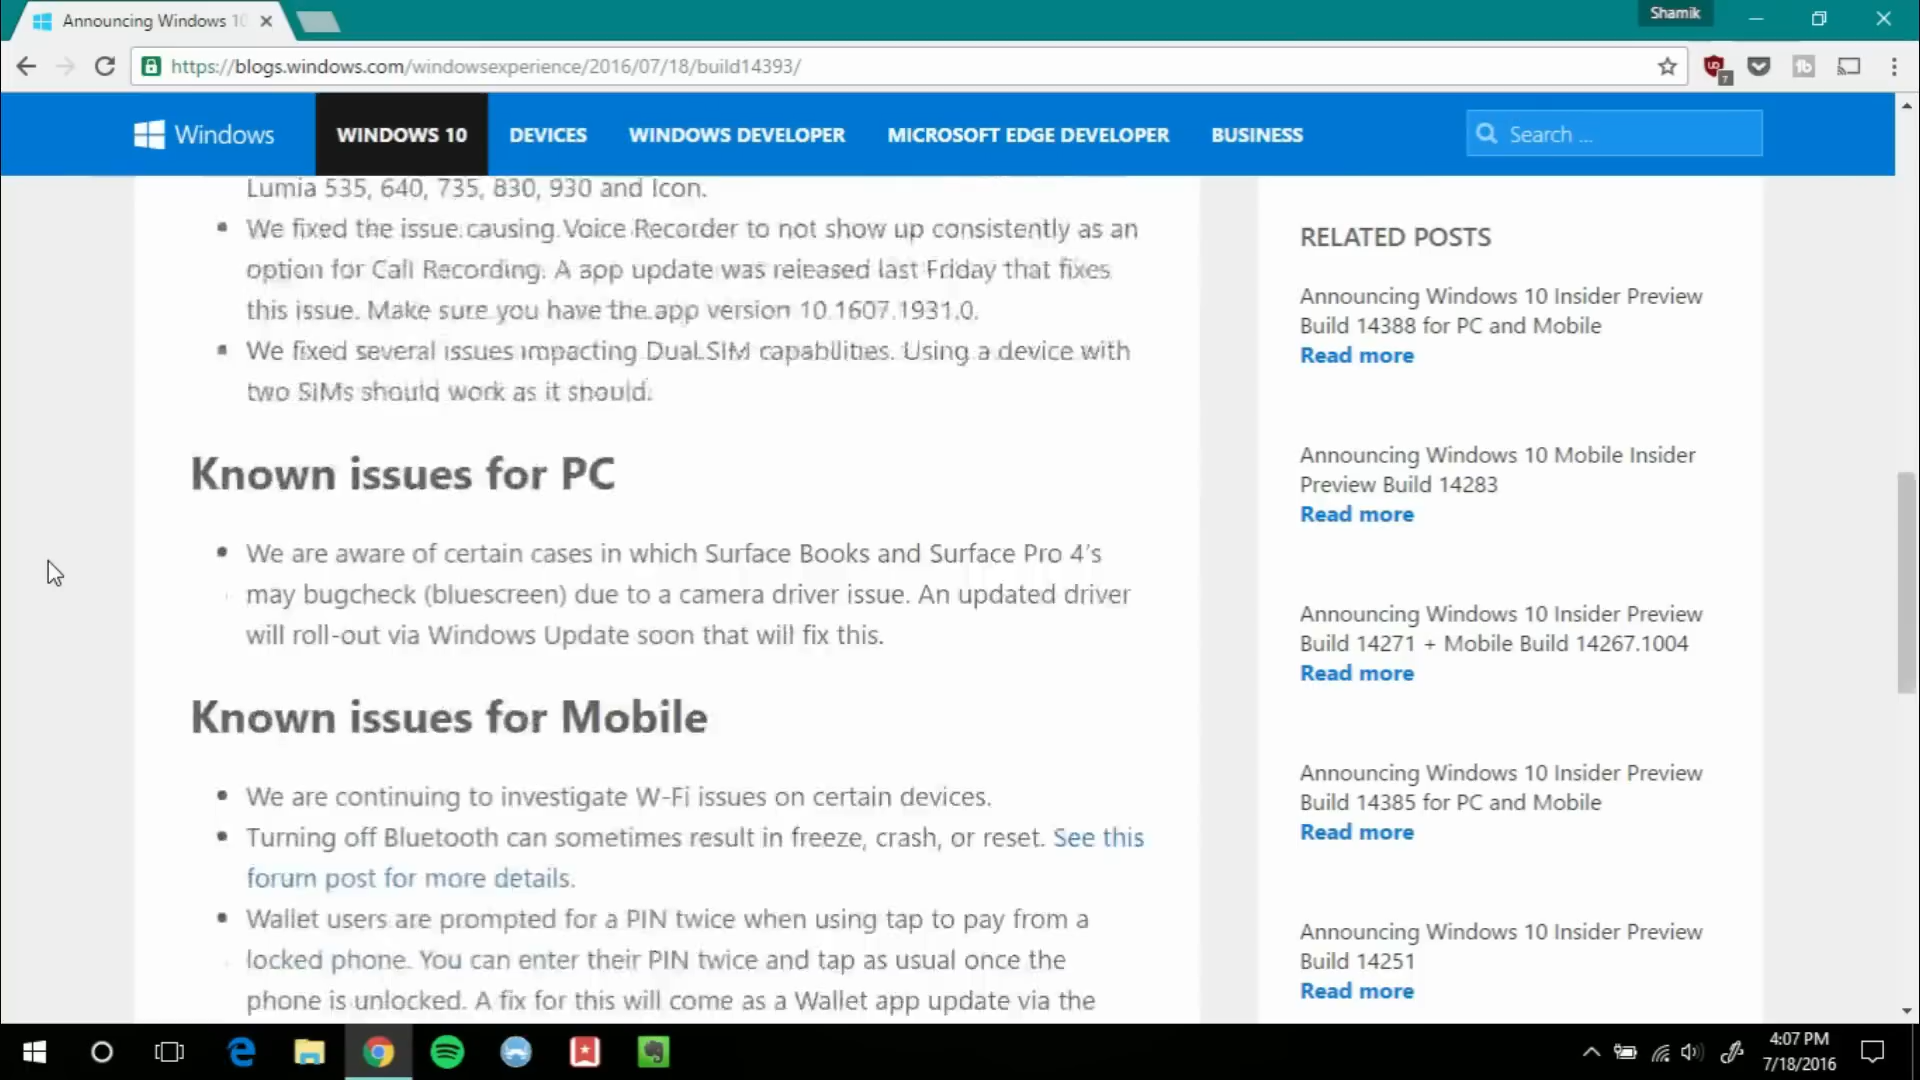 Announcing Windows 10
Shamik
https://blogs.windows.com/windowsexperience/2016/07/18/build14393/
7
Windows
WINDOWS 10
DEVICES
WINDOWS DEVELOPER
MICROSOFT EDGE DEVELOPER
BUSINESS
Search ...
Lumia 535, 640, 735, 830, 930 and Icon.
We fixed the issue causing Voice Recorder to not show up consistently as an
option for Call Recording. A app update was released last Friday that fixes
this issue. Make sure you have the app version 10.1607.1931.0.
We fixed several issues impacting Dual SIM capabilities. Using a device with
two SIMs should work as it should.
Known issues for PC
We are aware of certain cases in which Surface Books and Surface Pro 4's
may bugcheck (bluescreen) due to a camera driver issue. An updated driver
will roll-out via Windows Update soon that will fix this.
Known issues for Mobile
We are continuing to investigate W-Fi issues on certain devices.
Turning off Bluetooth can sometimes result in freeze, crash, or reset. See this
forum post for more details.
Wallet users are prompted for a PIN twice when using tap to pay from a
locked phone. You can enter their PIN twice and tap as usual once the
phone is unlocked. A fix for this will come as a Wallet app update via the
RELATED POSTS
Announcing Windows 10 Insider Preview
Build 14388 for PC and Mobile
Read more
Announcing Windows 10 Mobile Insider
Preview Build 14283
Read more
Announcing Windows 10 Insider Preview
Build 14271 + Mobile Build 14267.1004
Read more
Announcing Windows 10 Insider Preview
Build 14385 for PC and Mobile
Read more
Announcing Windows 10 Insider Preview
Build 14251
Read more
4:07 PM
7/18/2016